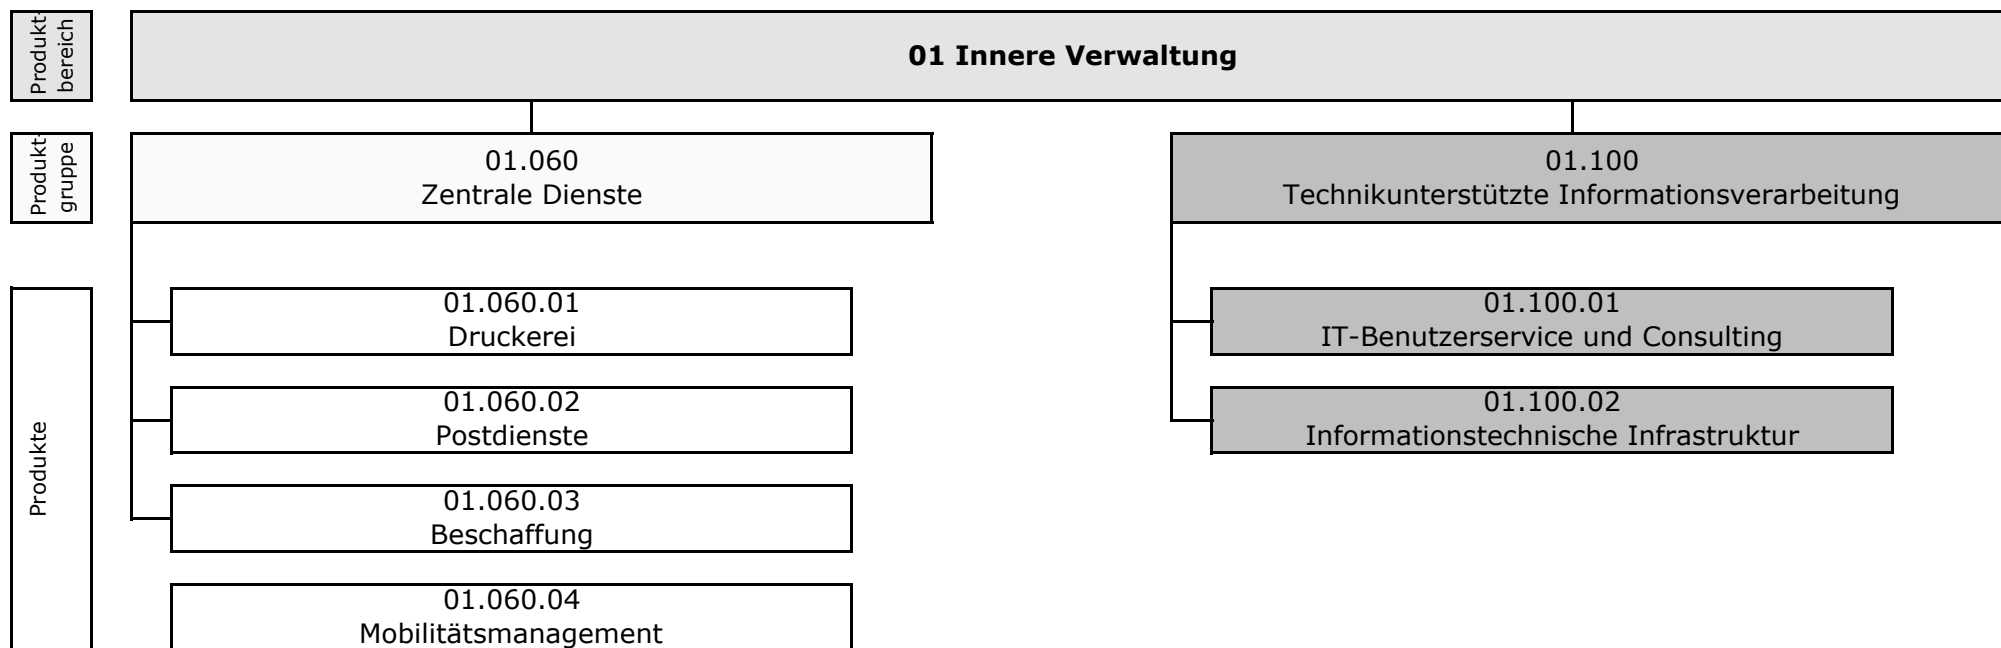 Produkt-
bereich
01 Innere Verwaltung
Produkt-
gruppe
01.060
Zentrale Dienste
01.100
Technikunterstützte Informationsverarbeitung
Produkte
01.060.01
Druckerei
01.060.02
Postdienste
01.060.03
Beschaffung
01.060.04
Mobilitätsmanagement
01.100.01
IT-Benutzerservice und Consulting
01.100.02
Informationstechnische Infrastruktur